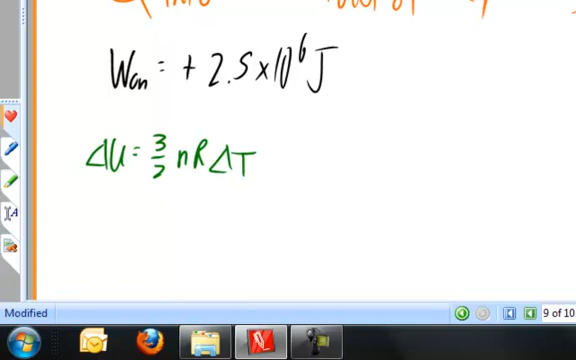 W_on = + 2.5 x 10^6 J
ΔU = 3/2 nRΔT
Modified
9 of 10